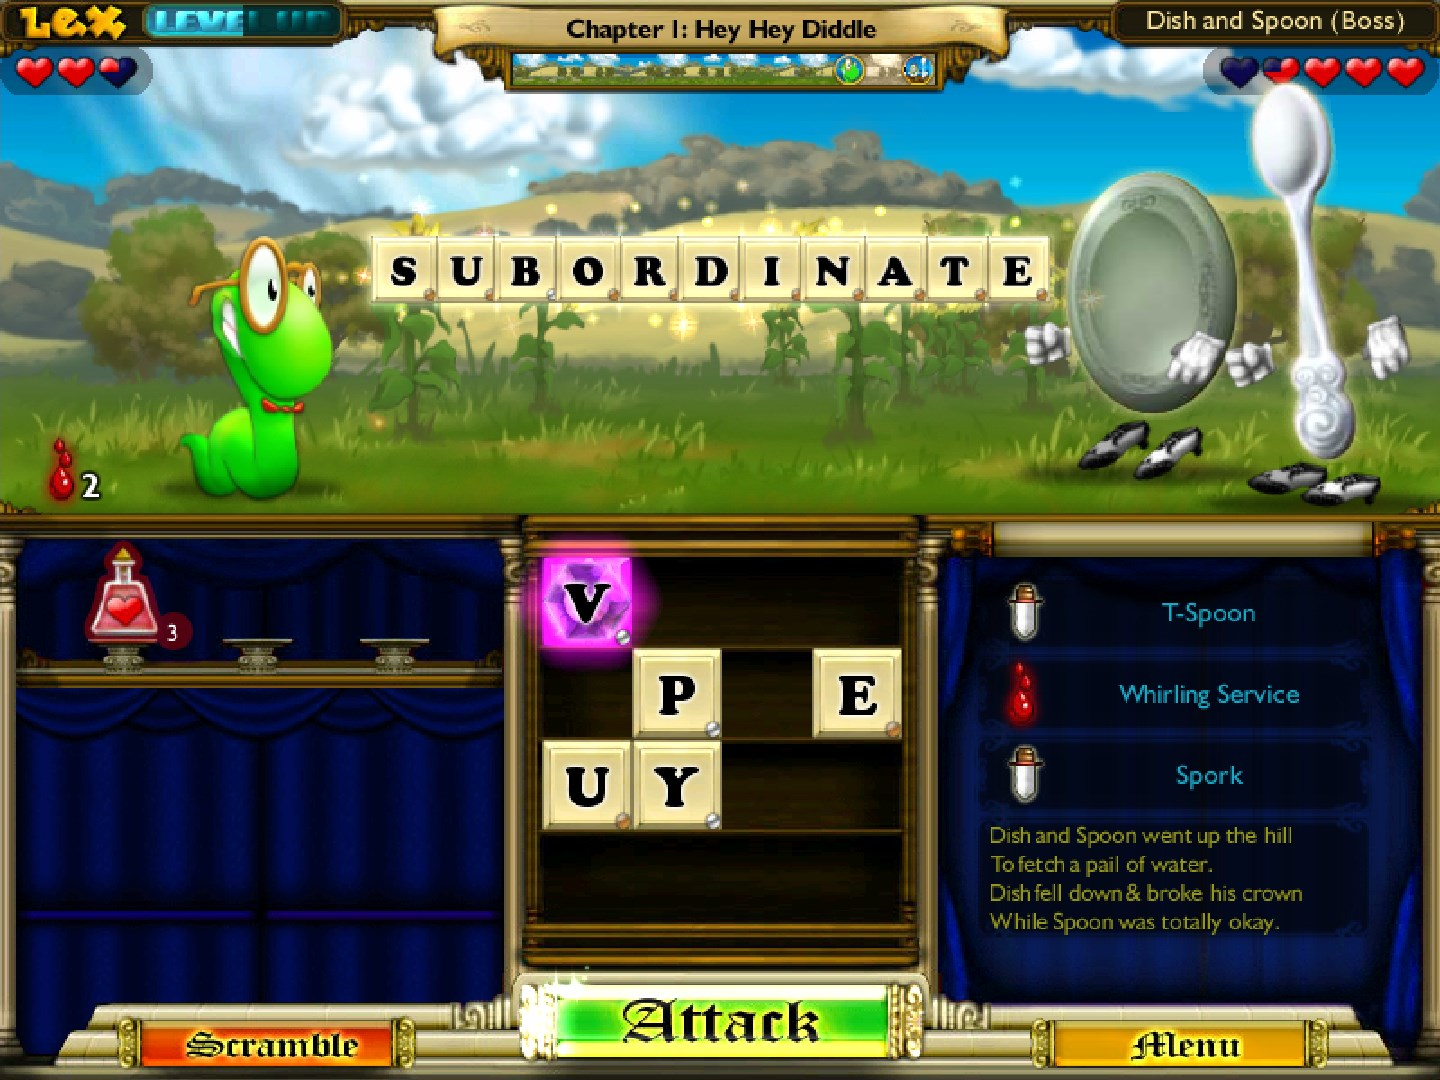 Lex
LEVEL UP
Chapter 1: Hey Hey Diddle
Dish and Spoon (Boss)
SUBORDINATE
2
3
V
P E
U Y
T-Spoon
Whirling Service
Spork
Dish and Spoon went up the hill
To fetch a pail of water.
Dish fell down & broke his crown
While Spoon was totally okay.
Scramble
Attack
Menu